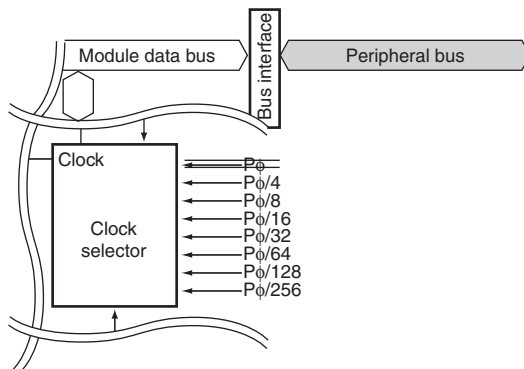 Module data bus
Bus interface
Peripheral bus
Clock
Clock
selector
Pϕ
Pϕ/4
Pϕ/8
Pϕ/16
Pϕ/32
Pϕ/64
Pϕ/128
Pϕ/256